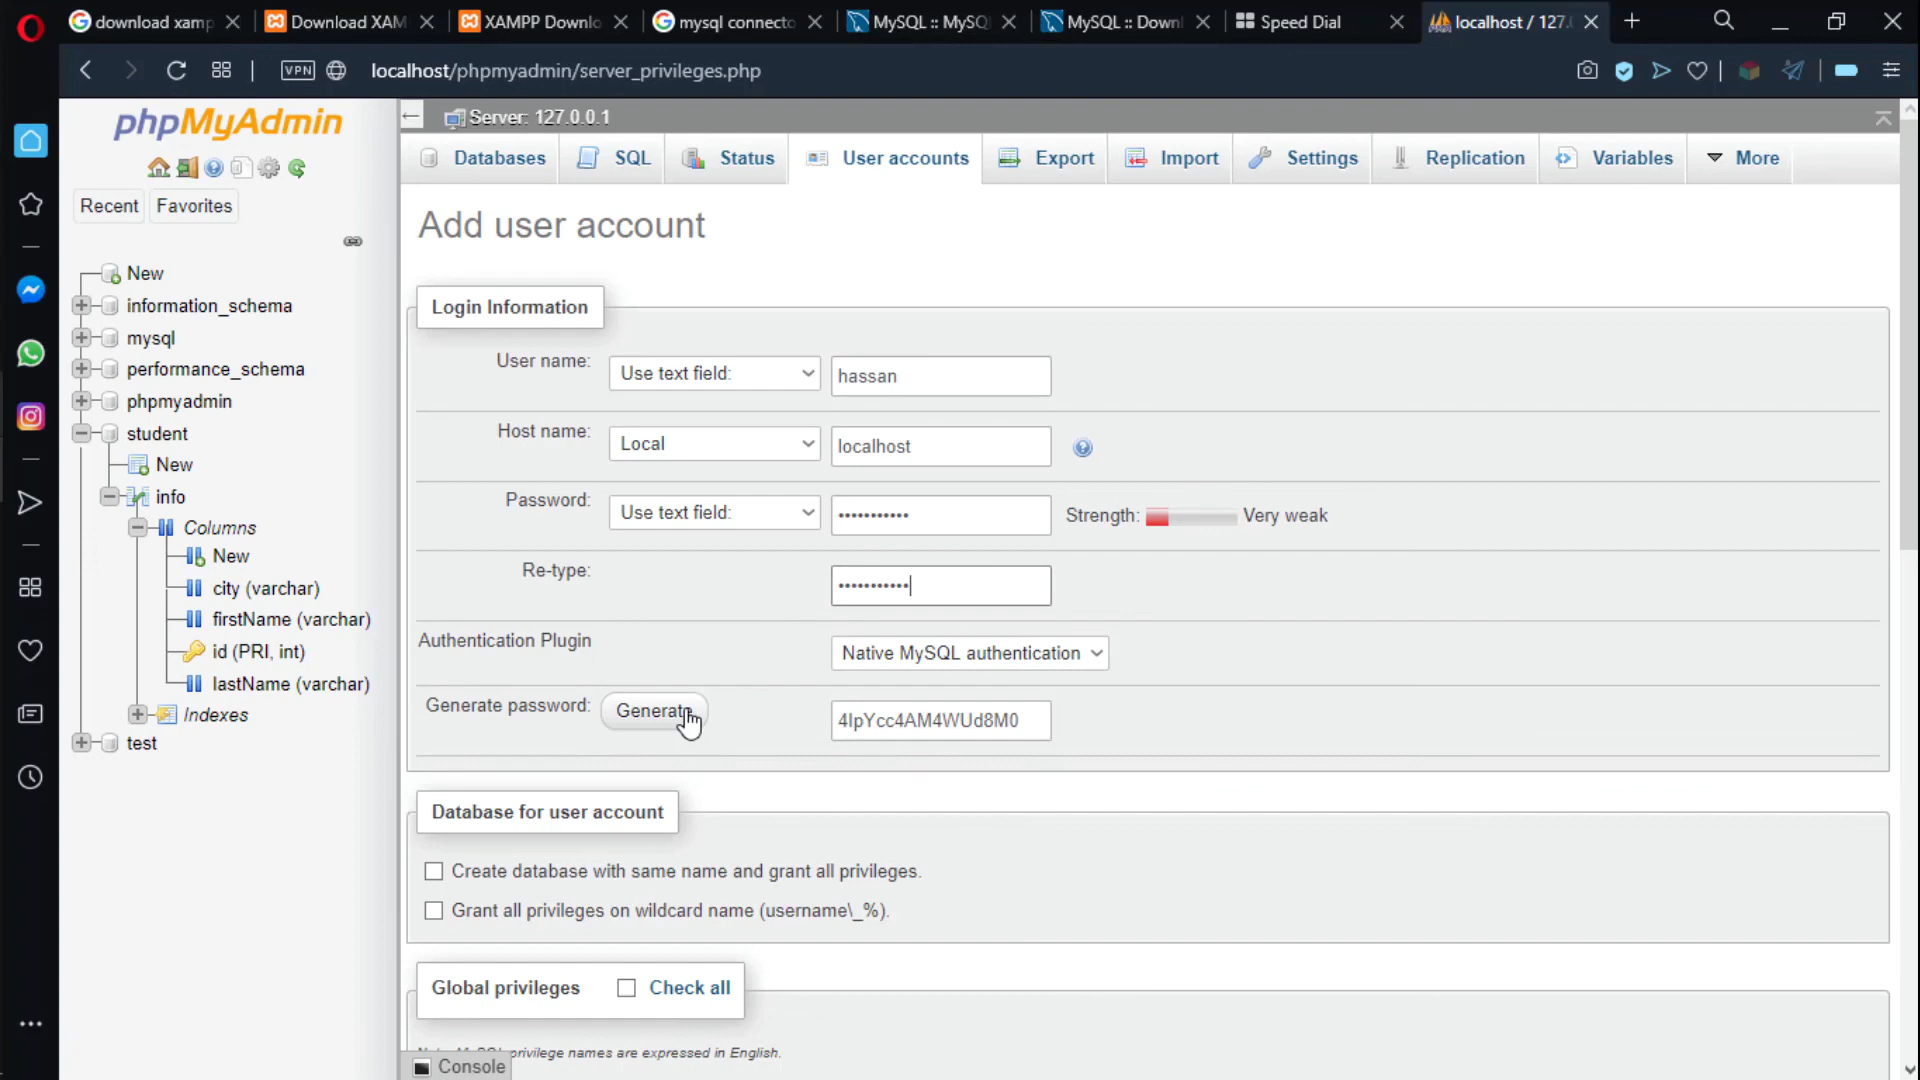 download xamp
Download XAM
XAMPP Downlo
mysql connecto
MySQL :: MySQ
MySQL :: Down
Speed Dial
localhost / 127.
VPN
localhost/phpmyadmin/server_privileges.php
phpMyAdmin
Recent
Favorites
New
information_schema
mysql
performance_schema
phpmyadmin
student
New
info
Columns
New
city (varchar)
firstName (varchar)
id (PRI, int)
lastName (varchar)
Indexes
test
Server: 127.0.0.1
Databases
SQL
Status
User accounts
Export
Import
Settings
Replication
Variables
More
Add user account
Login Information
User name:
Use text field:
hassan
Host name:
Local
localhost
Password:
Use text field:
•••••••••••
Strength:
Very weak
Re-type:
•••••••••••
Authentication Plugin
Native MySQL authentication
Generate password:
Generate
4IpYcc4AM4WUd8M0
Database for user account
Create database with same name and grant all privileges.
Grant all privileges on wildcard name (username\_%).
Global privileges
Check all
privilege names are expressed in English.
Console